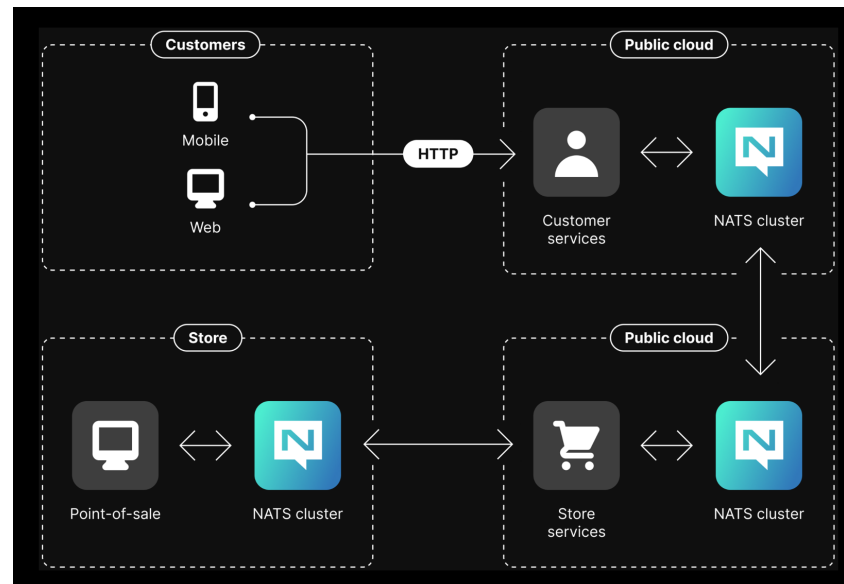 Customers
Mobile
Web
HTTP
Public cloud
Customer
services
NATS cluster
Store
Point-of-sale
NATS cluster
Public cloud
Store
services
NATS cluster